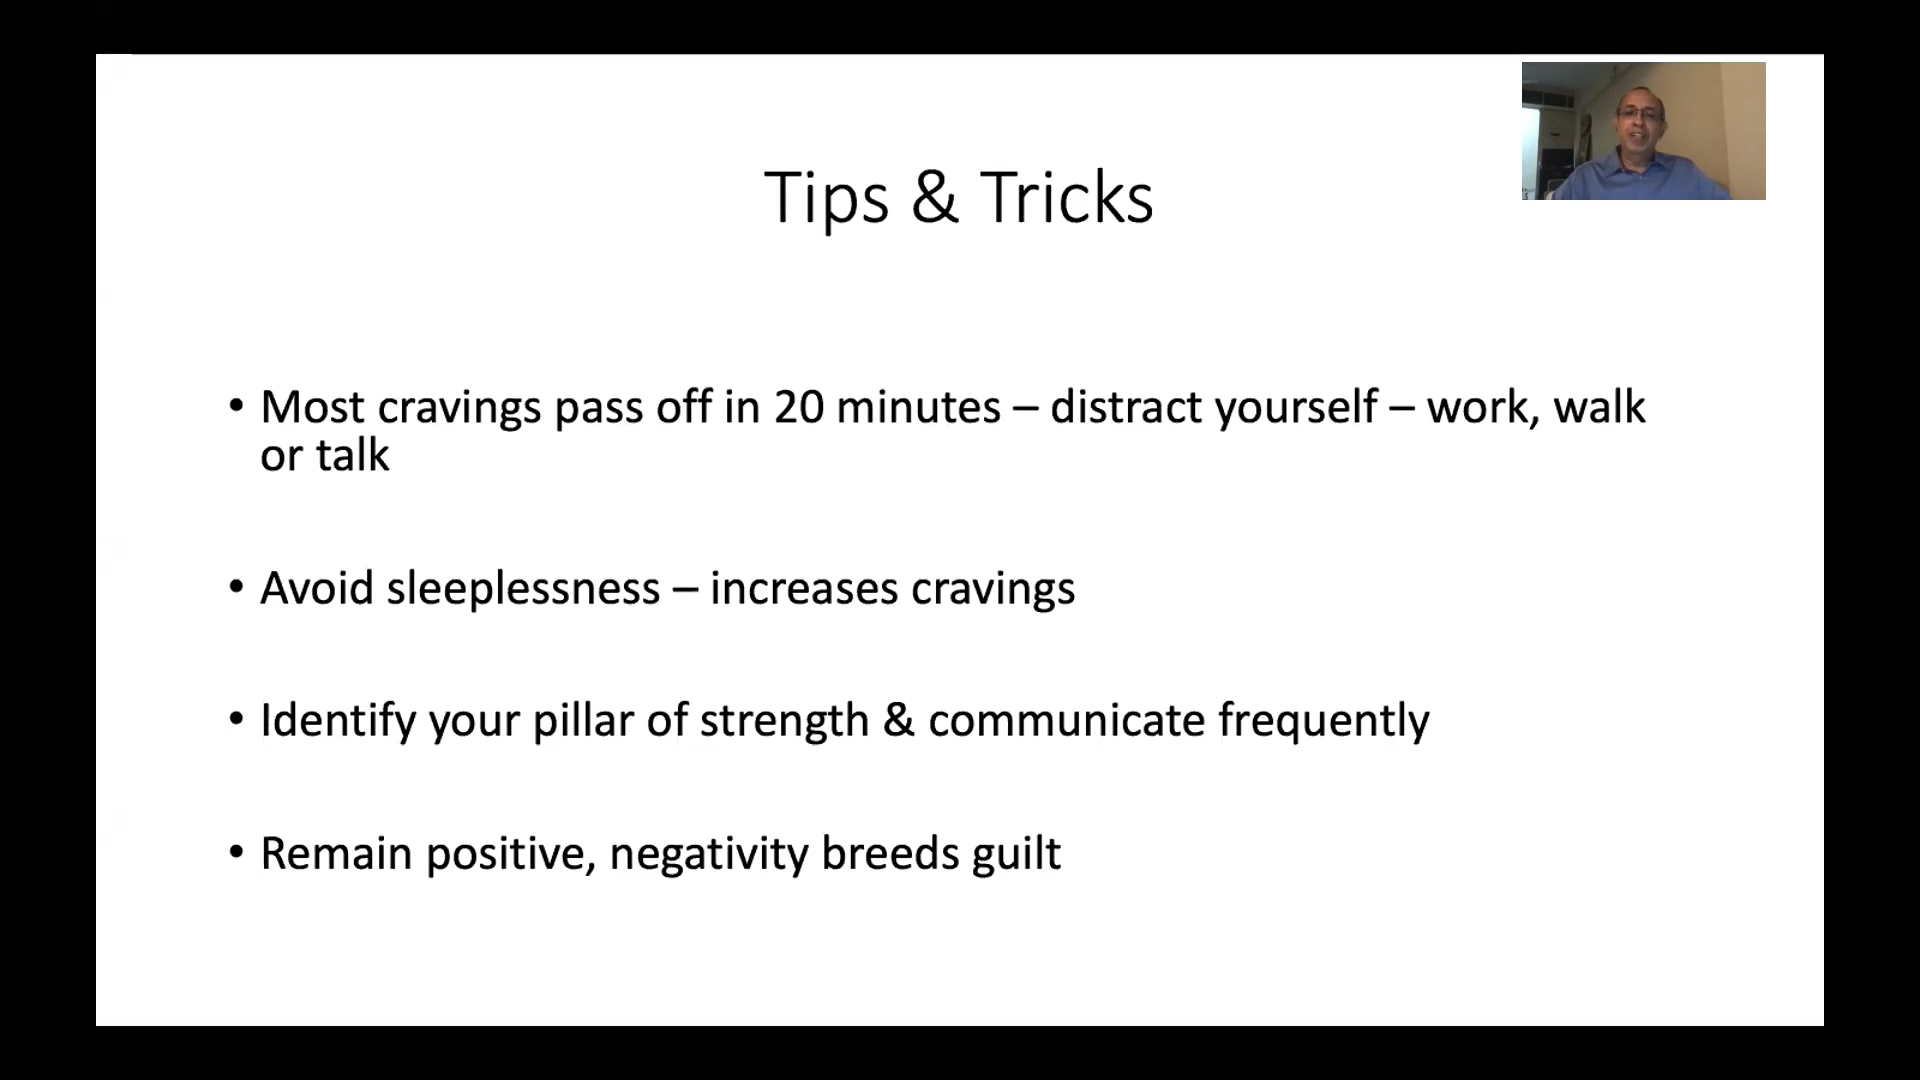 Tips & Tricks
• Most cravings pass off in 20 minutes – distract yourself – work, walk
or talk
• Avoid sleeplessness – increases cravings
• Identify your pillar of strength & communicate frequently
• Remain positive, negativity breeds guilt